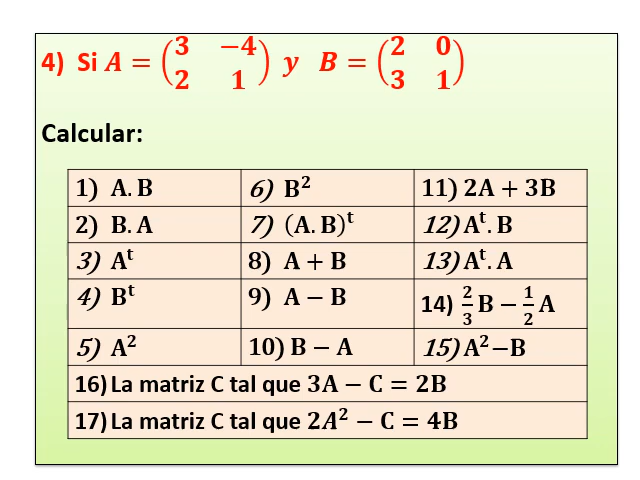 4) Si A = (3 −4
2 1) y B = (2 0
3 1)
Calcular:
1) A. B 6) B² 11) 2A + 3B
2) B. A 7) (A. B)ᵗ 12) Aᵗ. B
3) Aᵗ 8) A + B 13) Aᵗ. A
4) Bᵗ 9) A − B 14) 2/3 B − 1/2 A
5) A² 10) B − A 15) A²−B
16) La matriz C tal que 3A − C = 2B
17) La matriz C tal que 2A² − C = 4B